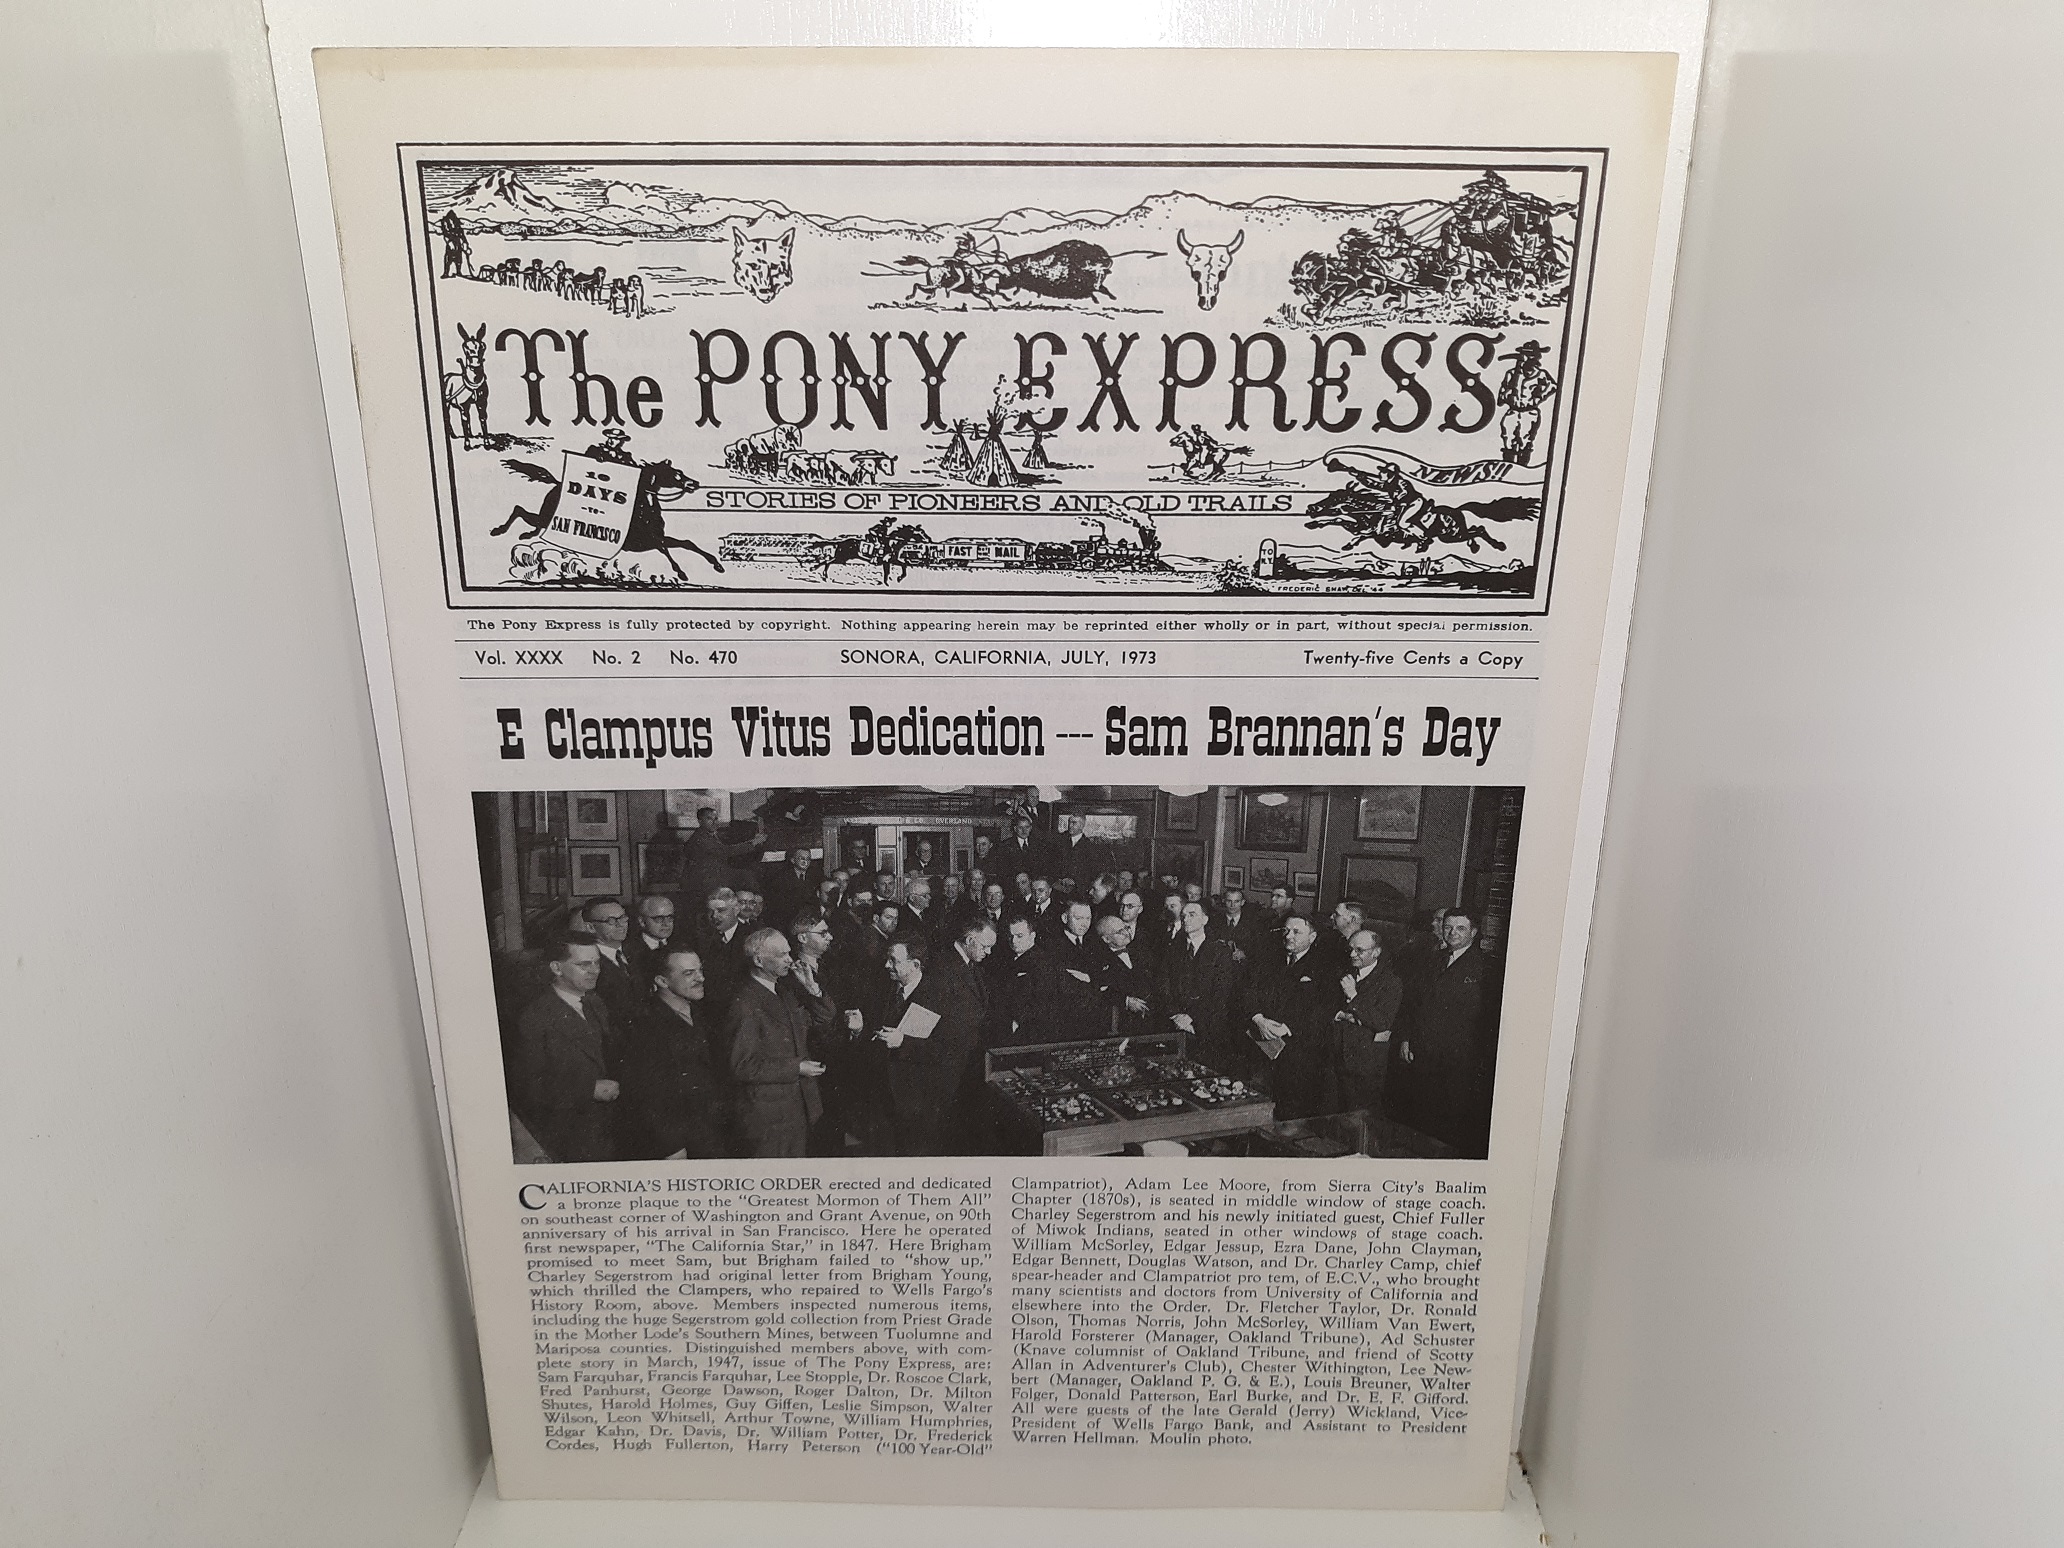 The PONY EXPRESS
NEWS!!
10
DAYS
-TO-
SAN FRANCISCO
STORIES OF PIONEERS AND OLD TRAILS
FAST MAIL
TO
N.Y.
FREDERIC SHAW, DEL '44
The Pony Express is fully protected by copyright. Nothing appearing herein may be reprinted either wholly or in part, without special permission.
Vol. XXXX No. 2 No. 470 SONORA, CALIFORNIA, JULY, 1973 Twenty-five Cents a Copy
E Clampus Vitus Dedication --- Sam Brannan's Day
& CO. OVERLAND
CALIFORNIA'S HISTORIC ORDER erected and dedicated
a bronze plaque to the "Greatest Mormon of Them All"
on southeast corner of Washington and Grant Avenue, on 90th
anniversary of his arrival in San Francisco. Here he operated
first newspaper, "The California Star," in 1847. Here Brigham
promised to meet Sam, but Brigham failed to "show up."
Charley Segerstrom had original letter from Brigham Young,
which thrilled the Clampers, who repaired to Wells Fargo's
History Room, above. Members inspected numerous items,
including the huge Segerstrom gold collection from Priest Grade
in the Mother Lode's Southern Mines, between Tuolumne and
Mariposa counties. Distinguished members above, with com-
plete story in March, 1947, issue of The Pony Express, are:
Sam Farquhar, Francis Farquhar, Lee Stopple, Dr. Roscoe Clark,
Fred Panhurst, George Dawson, Roger Dalton, Dr. Milton
Shutes, Harold Holmes, Guy Giffen, Leslie Simpson, Walter
Wilson, Leon Whitsell, Arthur Towne, William Humphries,
Edgar Kahn, Dr. Davis, Dr. William Potter, Dr. Frederick
Cordes, Hugh Fullerton, Harry Peterson ("100 Year-Old"
Clampatriot), Adam Lee Moore, from Sierra City's Baalim
Chapter (1870s), is seated in middle window of stage coach.
Charley Segerstrom and his newly initiated guest, Chief Fuller
of Miwok Indians, seated in other windows of stage coach.
William McSorley, Edgar Jessup, Ezra Dane, John Clayman,
Edgar Bennett, Douglas Watson, and Dr. Charley Camp, chief
spear-header and Clampatriot pro tem, of E.C.V., who brought
many scientists and doctors from University of California and
elsewhere into the Order. Dr. Fletcher Taylor, Dr. Ronald
Olson, Thomas Norris, John McSorley, William Van Ewert,
Harold Forsterer (Manager, Oakland Tribune), Ad Schuster
(Knave columnist of Oakland Tribune, and friend of Scotty
Allan in Adventurer's Club), Chester Withington, Lee New-
bert (Manager, Oakland P. G. & E.), Louis Breuner, Walter
Folger, Donald Patterson, Earl Burke, and Dr. E. F. Gifford.
All were guests of the late Gerald (Jerry) Wickland, Vice-
President of Wells Fargo Bank, and Assistant to President
Warren Hellman. Moulin photo.